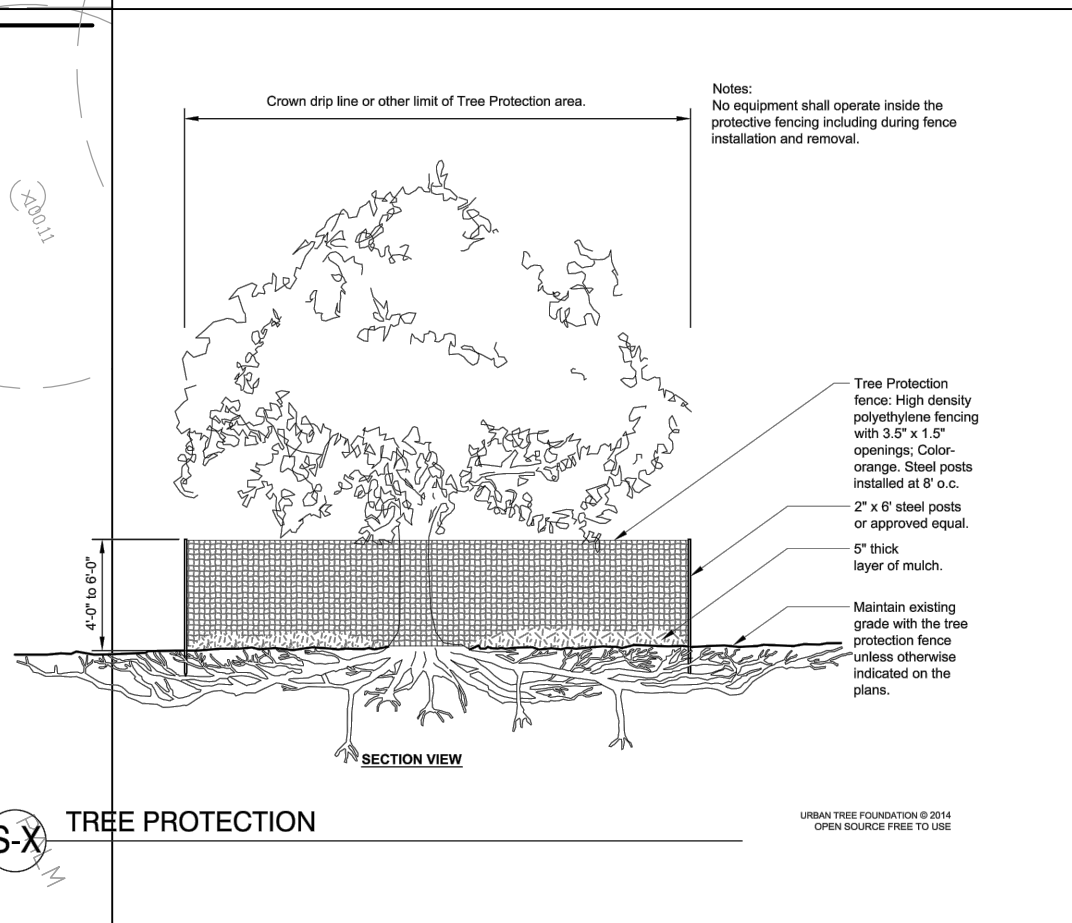 Crown drip line or other limit of Tree Protection area.
Notes:
No equipment shall operate inside the
protective fencing including during fence
installation and removal.
X100.11
Tree Protection
fence: High density
polyethylene fencing
with 3.5" x 1.5"
openings; Color-
orange. Steel posts
installed at 8' o.c.
2" x 6' steel posts
or approved equal.
5" thick
layer of mulch.
Maintain existing
grade with the tree
protection fence
unless otherwise
indicated on the
plans.
4'-0" to 6'-0"
SECTION VIEW
S-X
TREE PROTECTION
URBAN TREE FOUNDATION © 2014
OPEN SOURCE FREE TO USE